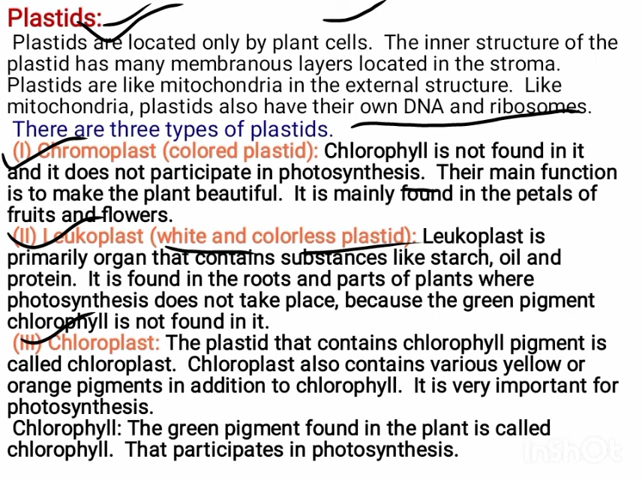 Plastids:
Plastids are located only by plant cells. The inner structure of the
plastid has many membranous layers located in the stroma.
Plastids are like mitochondria in the external structure. Like
mitochondria, plastids also have their own DNA and ribosomes.
There are three types of plastids.
(I) Chromoplast (colored plastid): Chlorophyll is not found in it
and it does not participate in photosynthesis. Their main function
is to make the plant beautiful. It is mainly found in the petals of
fruits and flowers.
(II) Leukoplast (white and colorless plastid): Leukoplast is
primarily organ that contains substances like starch, oil and
protein. It is found in the roots and parts of plants where
photosynthesis does not take place, because the green pigment
chlorophyll is not found in it.
(III) Chloroplast: The plastid that contains chlorophyll pigment is
called chloroplast. Chloroplast also contains various yellow or
orange pigments in addition to chlorophyll. It is very important for
photosynthesis.
Chlorophyll: The green pigment found in the plant is called
chlorophyll. That participates in photosynthesis.
InShOt